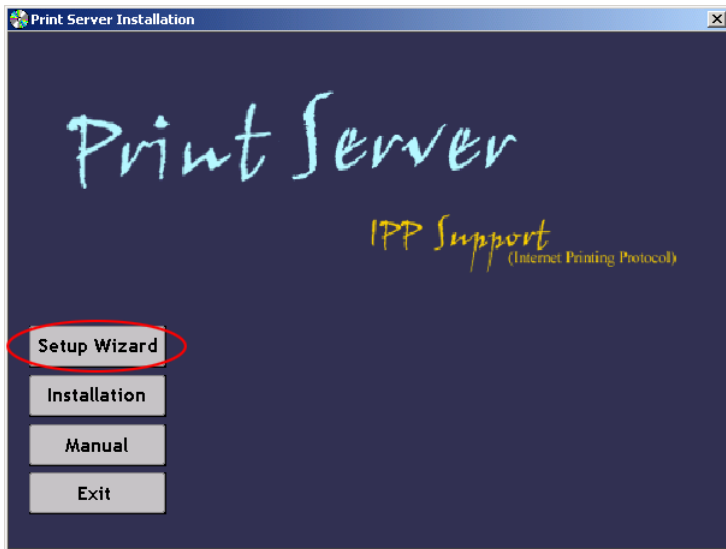 Print Server Installation
Print Server
IPP Support
(Internet Printing Protocol)
Setup Wizard
Installation
Manual
Exit